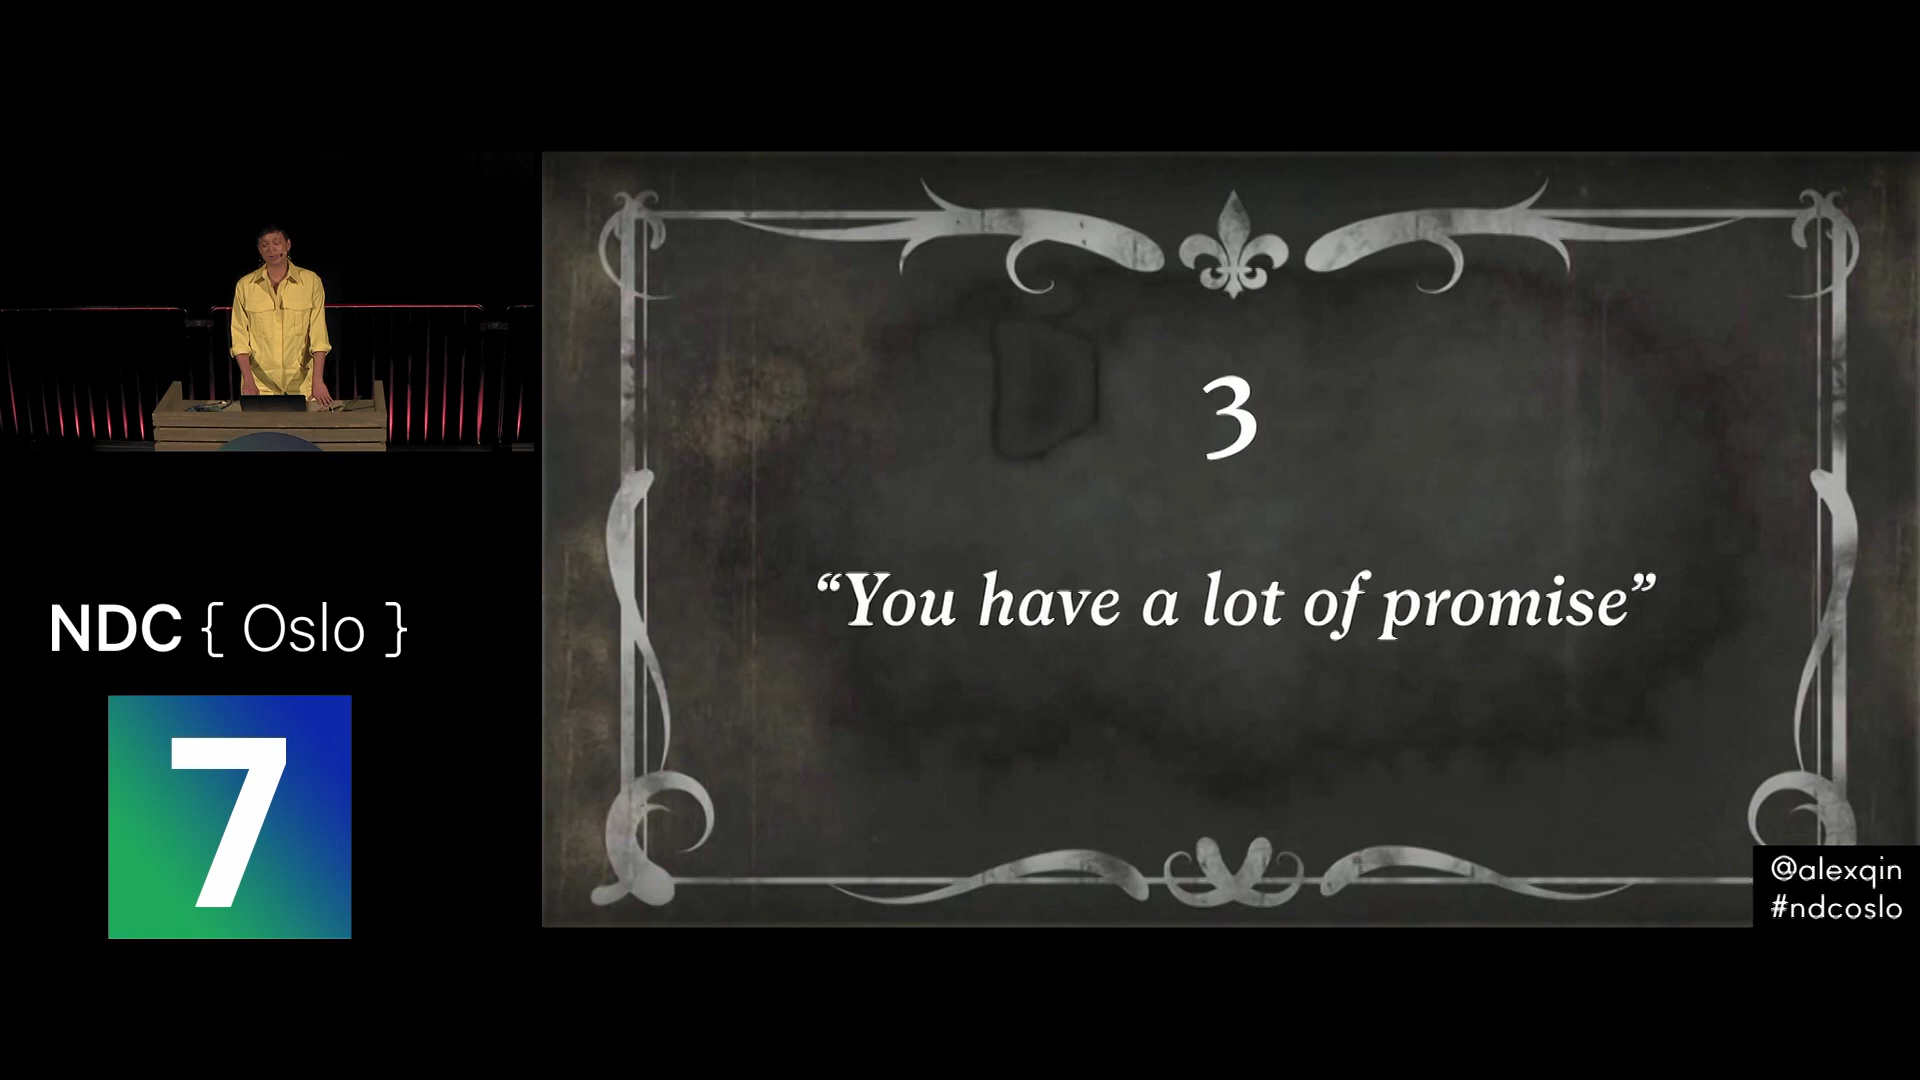 3
“You have a lot of promise”
NDC { Oslo }
7
@alexqin
#ndcoslo